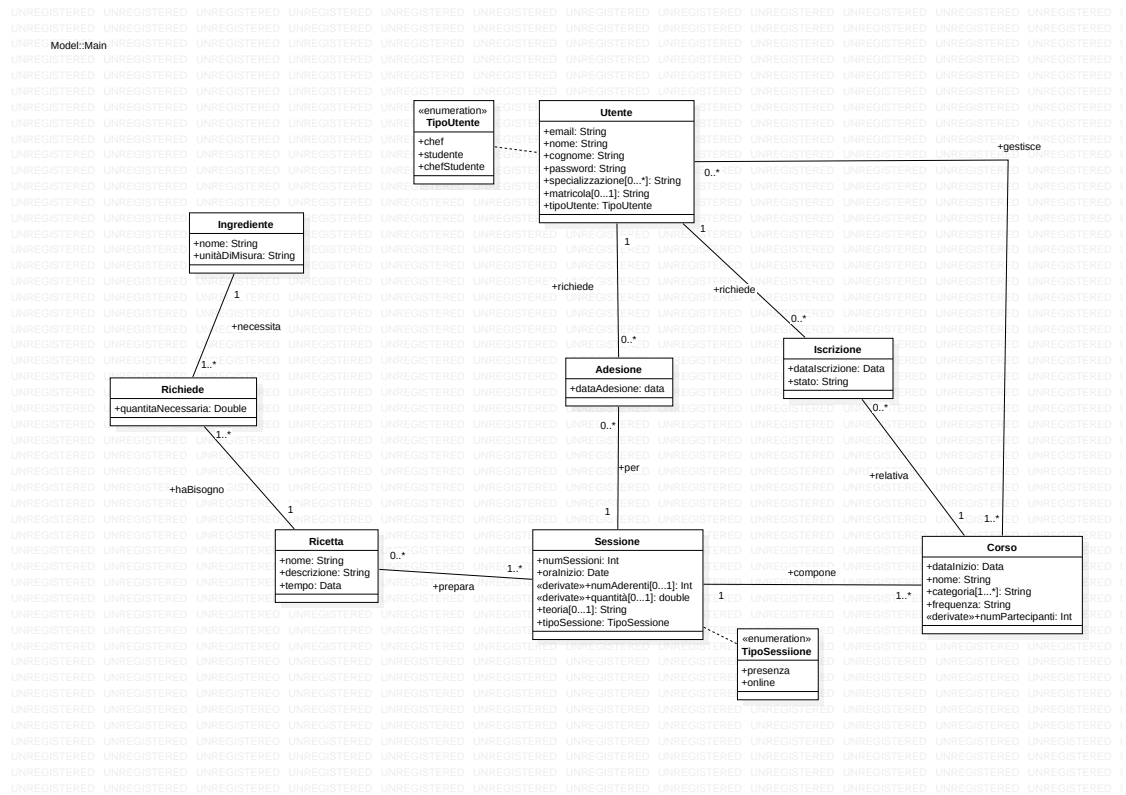 Model::Main
«enumeration»
TipoUtente
+chef
+studente
+chefStudente
Utente
+email: String
+nome: String
+cognome: String
+password: String
+specializzazione[0...*]: String
+matricola[0...1]: String
+tipoUtente: TipoUtente
+gestisce
0..*
1..*
Ingrediente
+nome: String
+unitàDiMisura: String
1
+necessita
1..*
1
+richiede
0..*
1
+richiede
0..*
Iscrizione
+dataIscrizione: Data
+stato: String
Adesione
+dataAdesione: data
Richiede
+quantitaNecessaria: Double
1..*
+haBisogno
1
0..*
+per
1
0..*
+relativa
1
Ricetta
+nome: String
+descrizione: String
+tempo: Data
0..*
+prepara
1..*
Sessione
+numSessioni: Int
+oraInizio: Date
«derivate»+numAderenti[0...1]: Int
«derivate»+quantità[0...1]: double
+teoria[0...1]: String
+tipoSessione: TipoSessione
+compone
1
1..*
Corso
+dataInizio: Data
+nome: String
+categoria[1...*]: String
+frequenza: String
«derivate»+numPartecipanti: Int
«enumeration»
TipoSessiione
+presenza
+online
UNREGISTERED